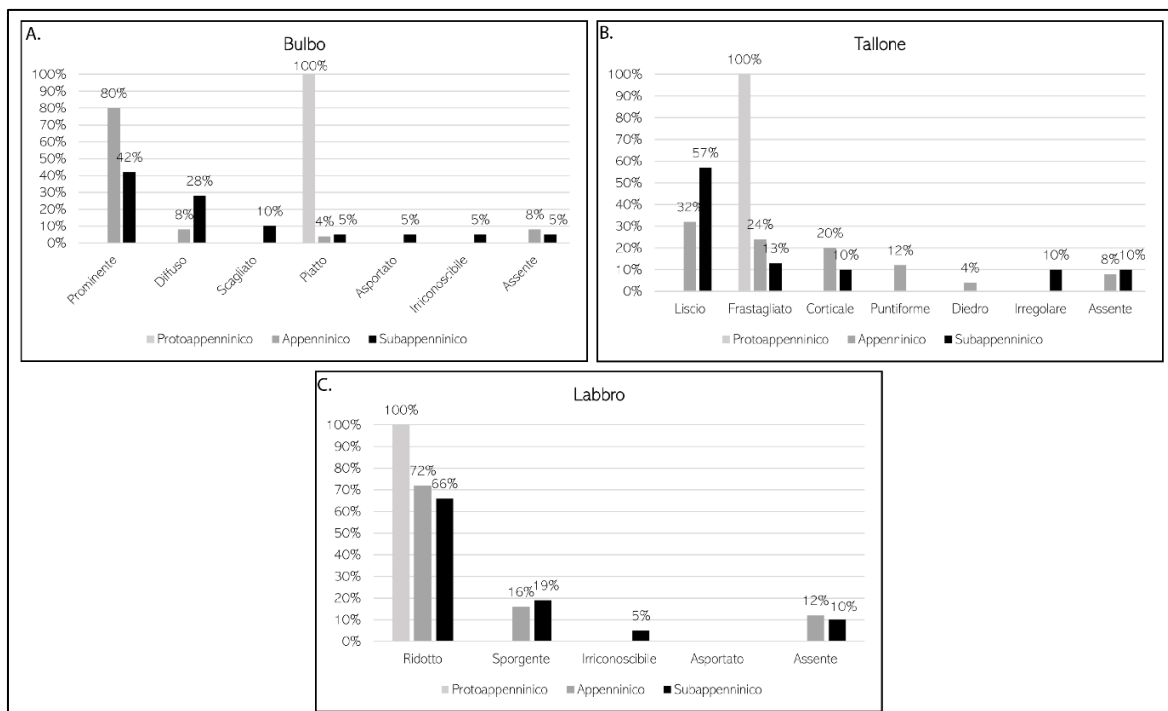 A.
Bulbo
100%
100%
90%
80%
80%
70%
60%
50%
42%
40%
30%
28%
20%
10%
10%
8%
4%
5%
5%
5%
8%
5%
0%
Prominente
Diffuso
Scagliato
Piatto
Asportato
Irriconoscibile
Assente
Protoappenninico
Appenninico
Subappenninico
B.
Tallone
100%
100%
90%
80%
70%
60%
57%
50%
40%
32%
30%
24%
20%
20%
13%
10%
12%
10%
4%
10%
8%
10%
0%
Liscio
Frastagliato
Corticale
Puntiforme
Diedro
Irregolare
Assente
Protoappenninico
Appenninico
Subappenninico
C.
Labbro
100%
100%
90%
80%
72%
70%
66%
60%
50%
40%
30%
20%
16%
19%
10%
5%
12%
10%
0%
Ridotto
Sporgente
Irriconoscibile
Asportato
Assente
Protoappenninico
Appenninico
Subappenninico